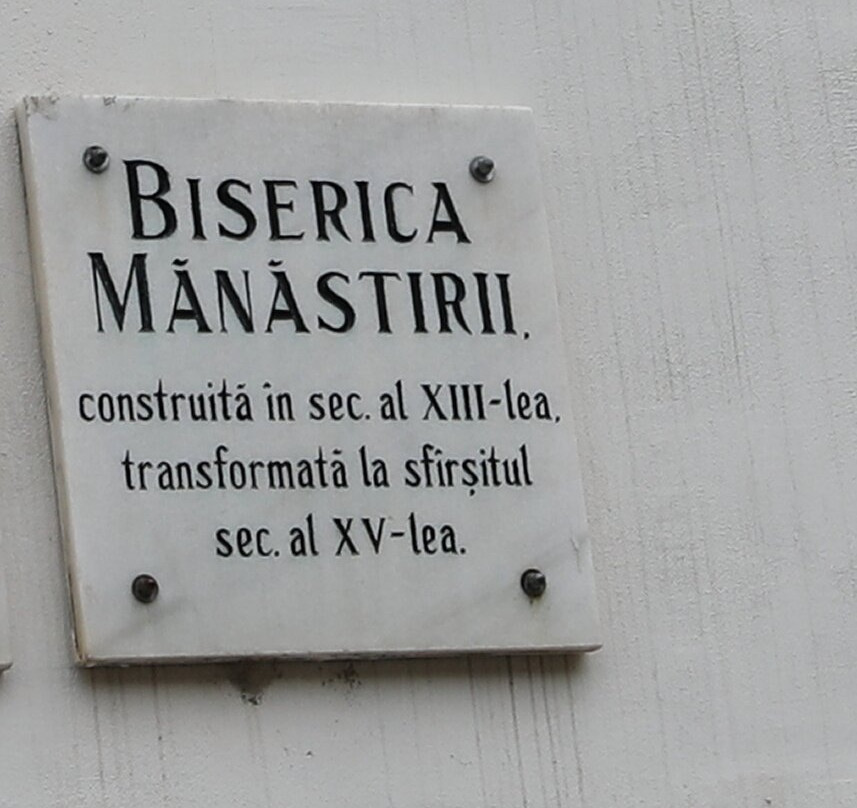 BISERICA
MĂNĂSTIRII,
construită în sec. al XIII-lea,
transformată la sfîrșitul
sec. al XV-lea.